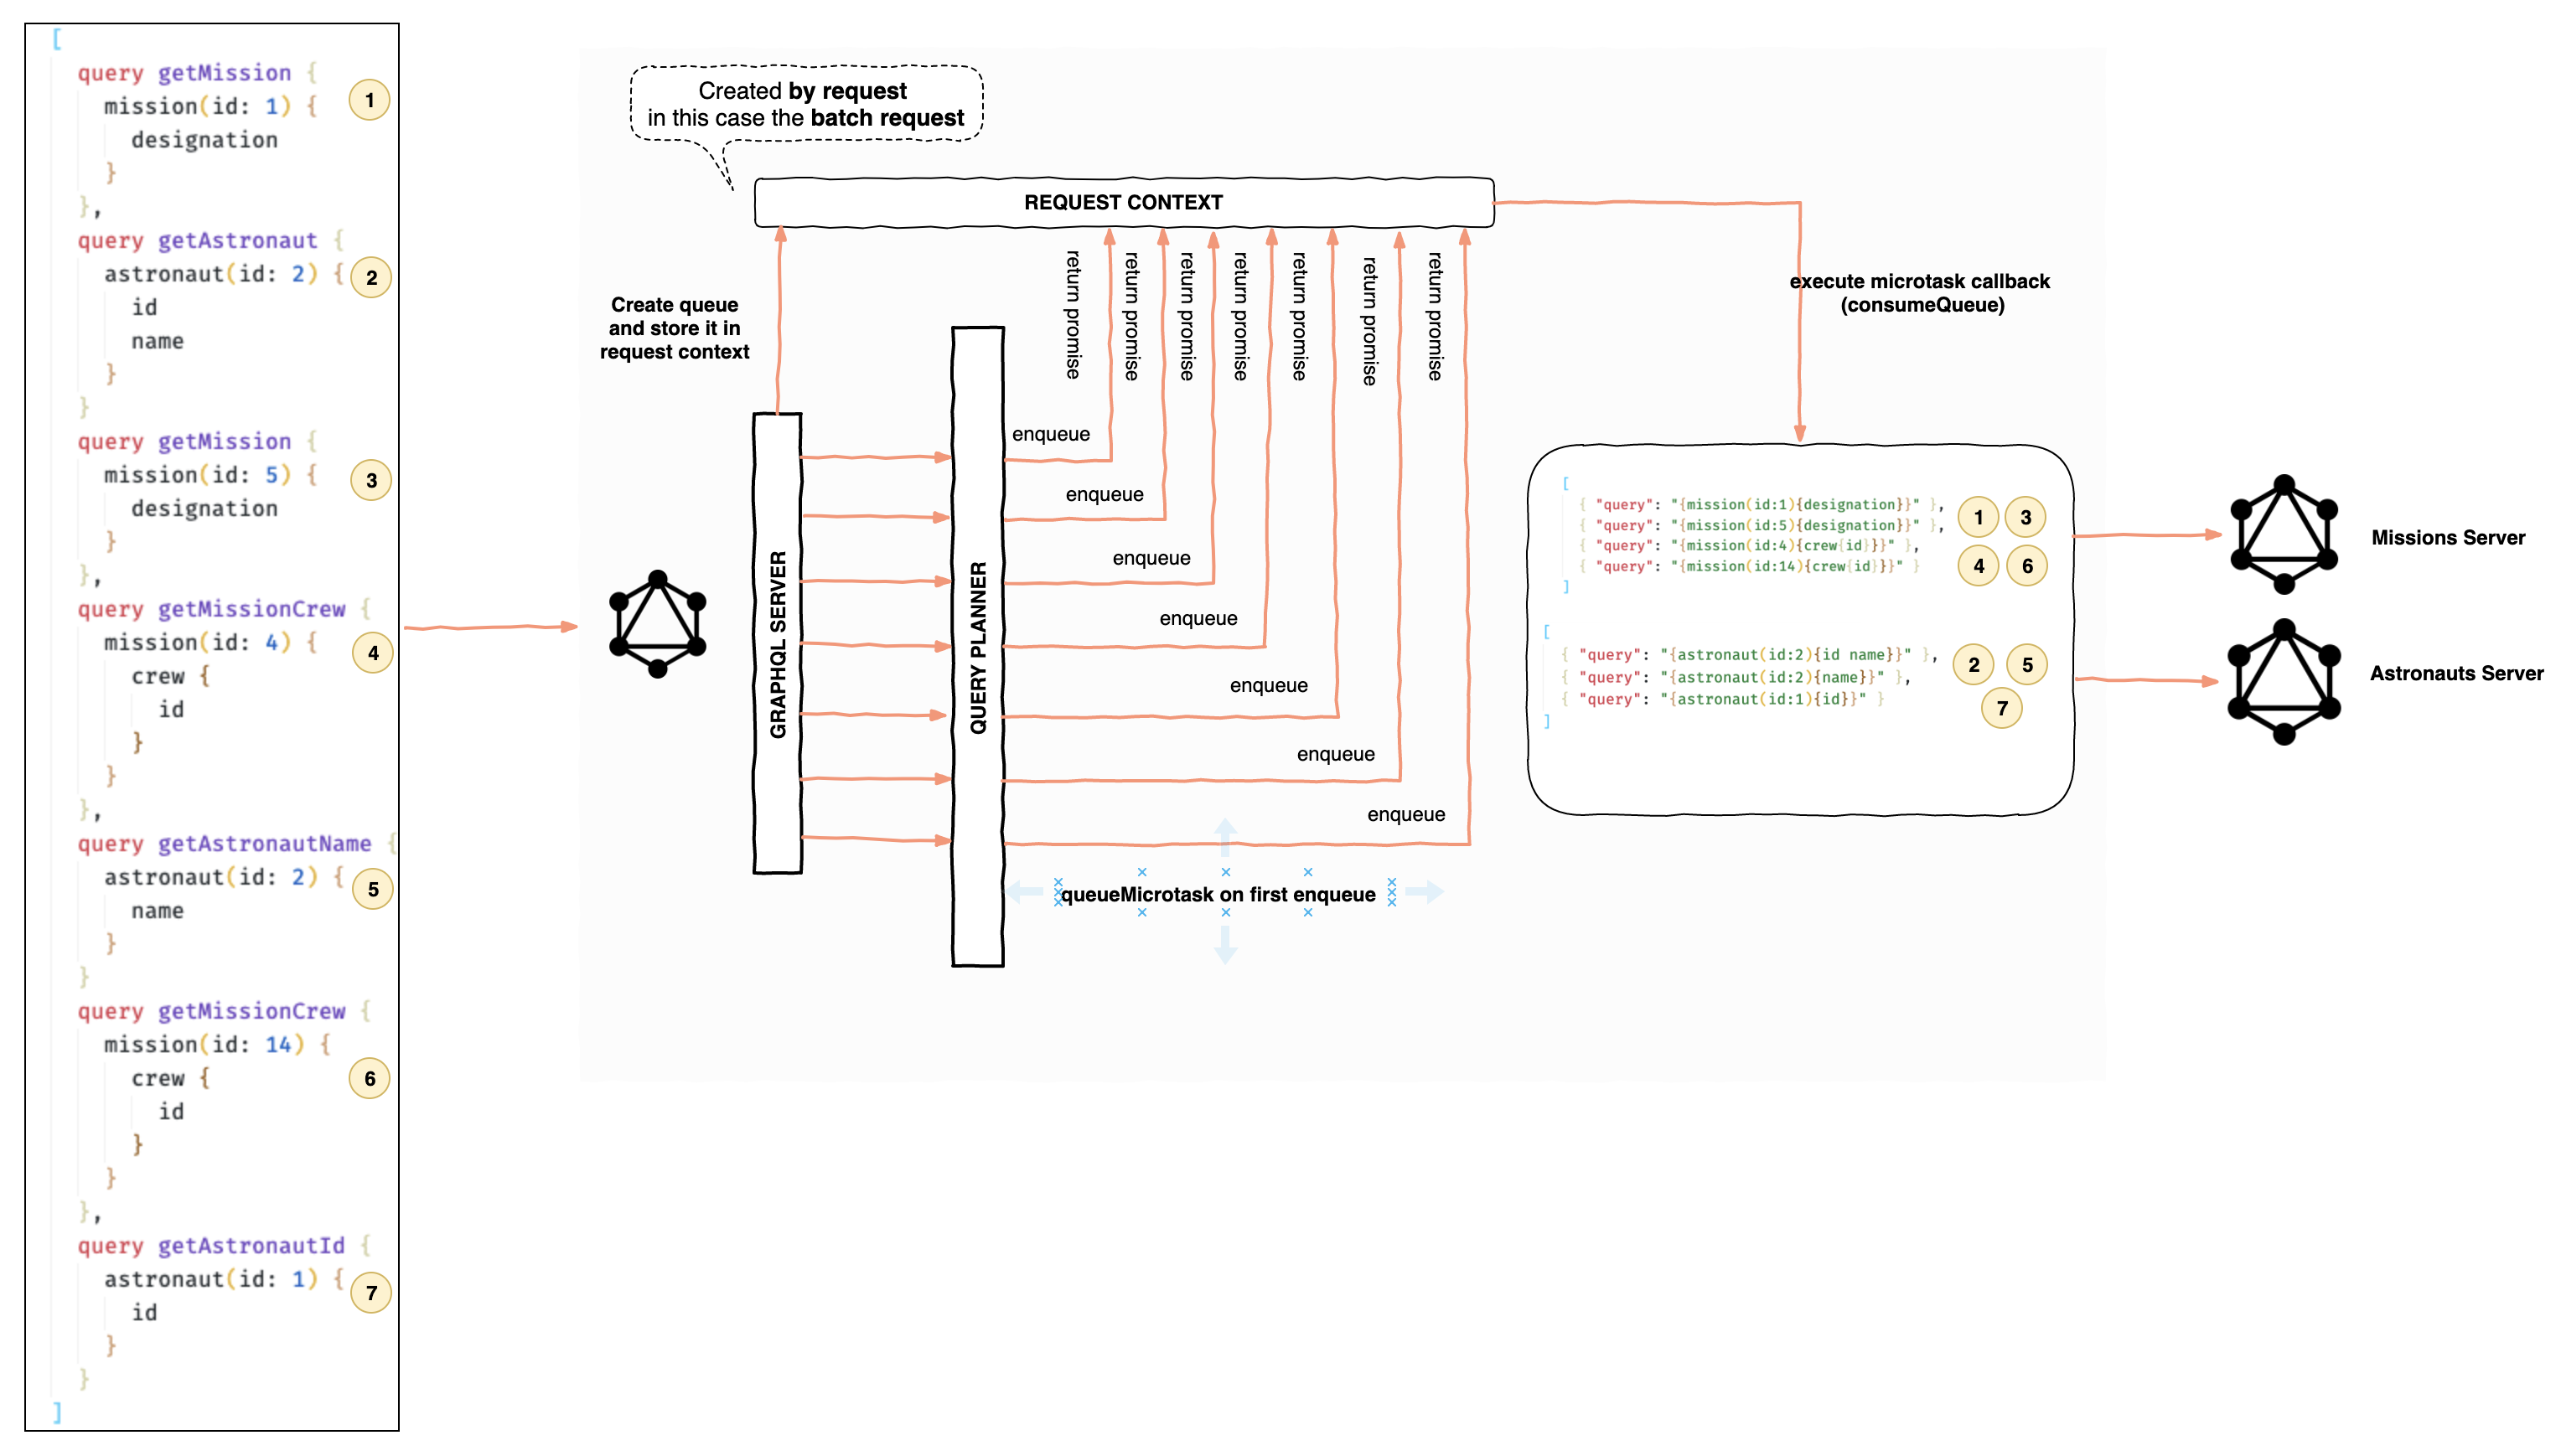 [
query getMission {
mission(id: 1) {
designation
}
},
query getAstronaut {
astronaut(id: 2) {
id
name
}
}
query getMission {
mission(id: 5) {
designation
}
},
query getMissionCrew {
mission(id: 4) {
crew {
id
}
}
},
query getAstronautName {
astronaut(id: 2) {
name
}
}
query getMissionCrew {
mission(id: 14) {
crew {
id
}
}
},
query getAstronautId {
astronaut(id: 1) {
id
}
}
]
1
2
3
4
5
6
7
Created by request
in this case the batch request
REQUEST CONTEXT
Create queue
and store it in
request context
GRAPHQL SERVER
QUERY PLANNER
return promise
return promise
return promise
return promise
return promise
return promise
return promise
enqueue
enqueue
enqueue
enqueue
enqueue
enqueue
enqueue
queueMicrotask on first enqueue
execute microtask callback
(consumeQueue)
[
{ "query": "{mission(id:1){designation}}" },
{ "query": "{mission(id:5){designation}}" },
{ "query": "{mission(id:4){crew{id}}}" },
{ "query": "{mission(id:14){crew{id}}}" }
]
1 3
4 6
[
{ "query": "{astronaut(id:2){id name}}" },
{ "query": "{astronaut(id:2){name}}" },
{ "query": "{astronaut(id:1){id}}" }
]
2 5
7
Missions Server
Astronauts Server